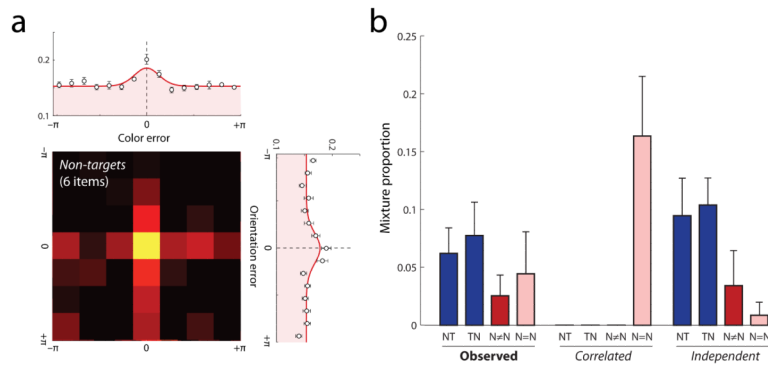 a
0.2
0.1
−π
0
+π
Color error
Non-targets
(6 items)
−π
0
+π
−π
0
+π
0.1
0.2
−π
0
+π
Orientation error
b
Mixture proportion
0.25
0.2
0.15
0.1
0.05
0
NT TN N≠N N=N
NT TN N≠N N=N
NT TN N≠N N=N
Observed
Correlated
Independent